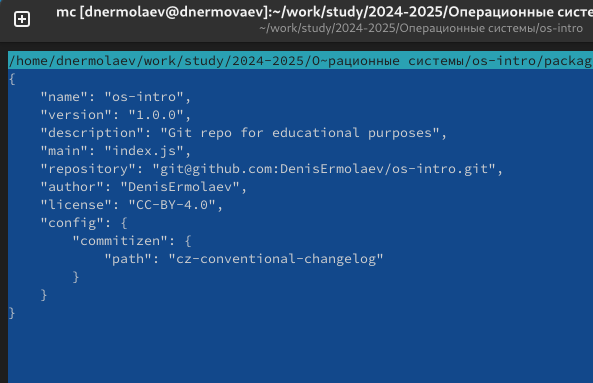 mc [dnermolaev@dnermovaev]:~/work/study/2024-2025/Операционные систе
~/work/study/2024-2025/Операционные системы/os-intro
/home/dnermolaev/work/study/2024-2025/О~рационные системы/os-intro/packag
{
    "name": "os-intro",
    "version": "1.0.0",
    "description": "Git repo for educational purposes",
    "main": "index.js",
    "repository": "git@github.com:DenisErmolaev/os-intro.git",
    "author": "DenisErmolaev",
    "license": "CC-BY-4.0",
    "config": {
        "commitizen": {
            "path": "cz-conventional-changelog"
        }
    }
}